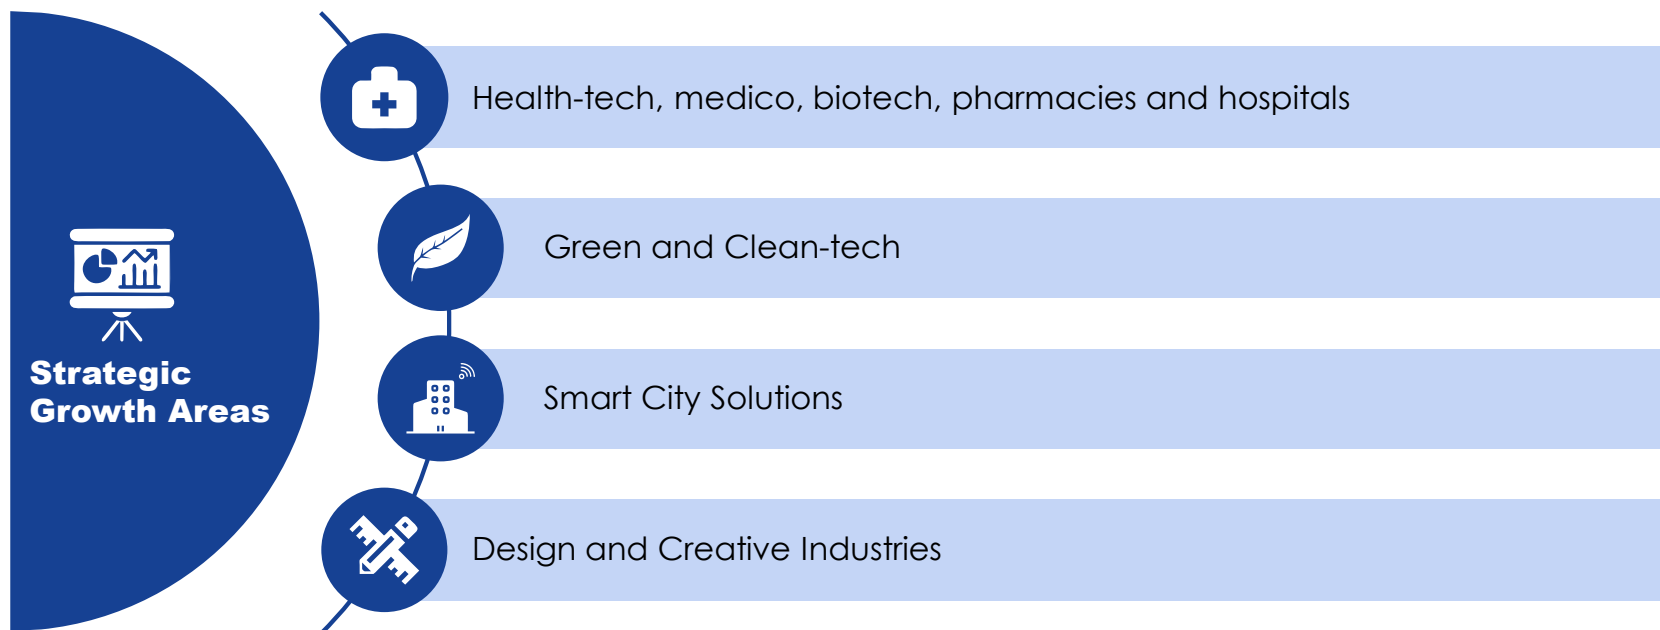 Strategic
Growth Areas
Health-tech, medico, biotech, pharmacies and hospitals
Green and Clean-tech
Smart City Solutions
Design and Creative Industries